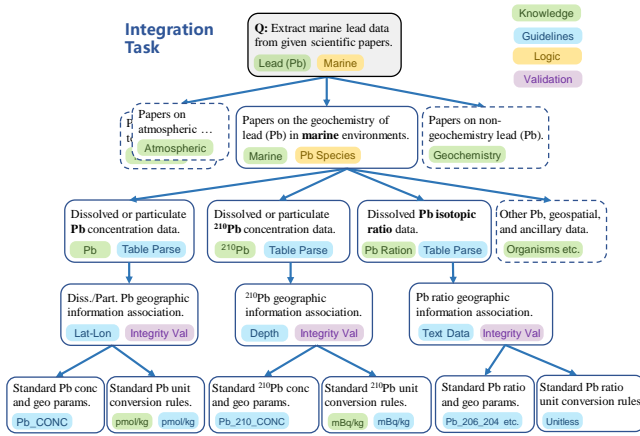 Integration
Task
Q: Extract marine lead data
from given scientific papers.
Lead (Pb) Marine
Knowledge
Guidelines
Logic
Validation
P
t
Papers on
atmospheric ...
Atmospheric
Papers on the geochemistry of
lead (Pb) in marine environments.
Marine Pb Species
Papers on non-
geochemistry lead (Pb).
Geochemistry
Dissolved or particulate
Pb concentration data.
Pb Table Parse
Dissolved or particulate
²¹⁰Pb concentration data.
²¹⁰Pb Table Parse
Dissolved Pb isotopic
ratio data.
Pb Ration Table Parse
Other Pb, geospatial,
and ancillary data.
Organisms etc.
Diss./Part. Pb geographic
information association.
Lat-Lon Integrity Val
²¹⁰Pb geographic
information association.
Depth Integrity Val
Pb ratio geographic
information association.
Text Data Integrity Val
Standard Pb conc
and geo params.
Pb_CONC
Standard Pb unit
conversion rules.
pmol/kg pmol/kg
Standard ²¹⁰Pb conc
and geo params.
Pb_210_CONC
Standard ²¹⁰Pb unit
conversion rules.
mBq/kg mBq/kg
Standard Pb ratio
and geo params.
Pb_206_204 etc.
Standard Pb ratio
unit conversion rules
Unitless